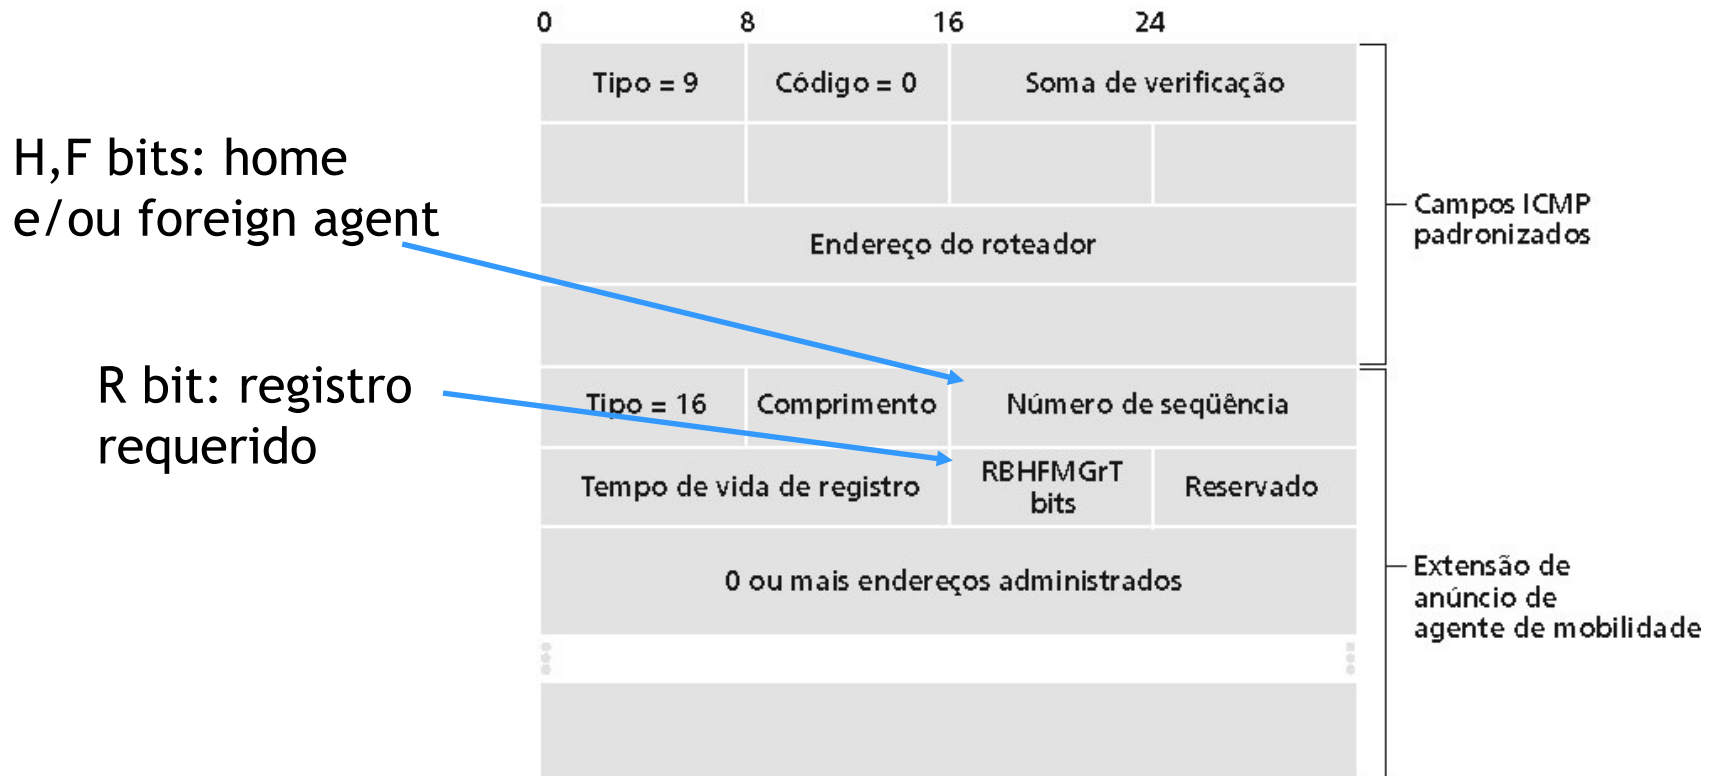 0 8 16 24
Tipo = 9 Código = 0 Soma de verificação
H,F bits: home
e/ou foreign agent
Campos ICMP
padronizados
Endereço do roteador
R bit: registro
requerido
Tipo = 16 Comprimento Número de seqüência
Tempo de vida de registro RBHFMGrT
bits Reservado
0 ou mais endereços administrados
Extensão de
anúncio de
agente de mobilidade